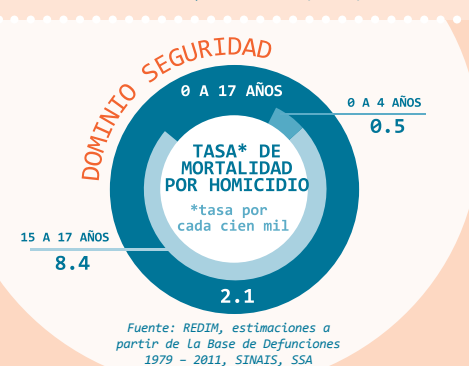 DOMINIO SEGURIDAD
0 A 17 AÑOS
0 A 4 AÑOS
0.5
TASA* DE
MORTALIDAD
POR HOMICIDIO
*tasa por
cada cien mil
15 A 17 AÑOS
8.4
2.1
Fuente: REDIM, estimaciones a
partir de la Base de Defunciones
1979 – 2011, SINAIS, SSA